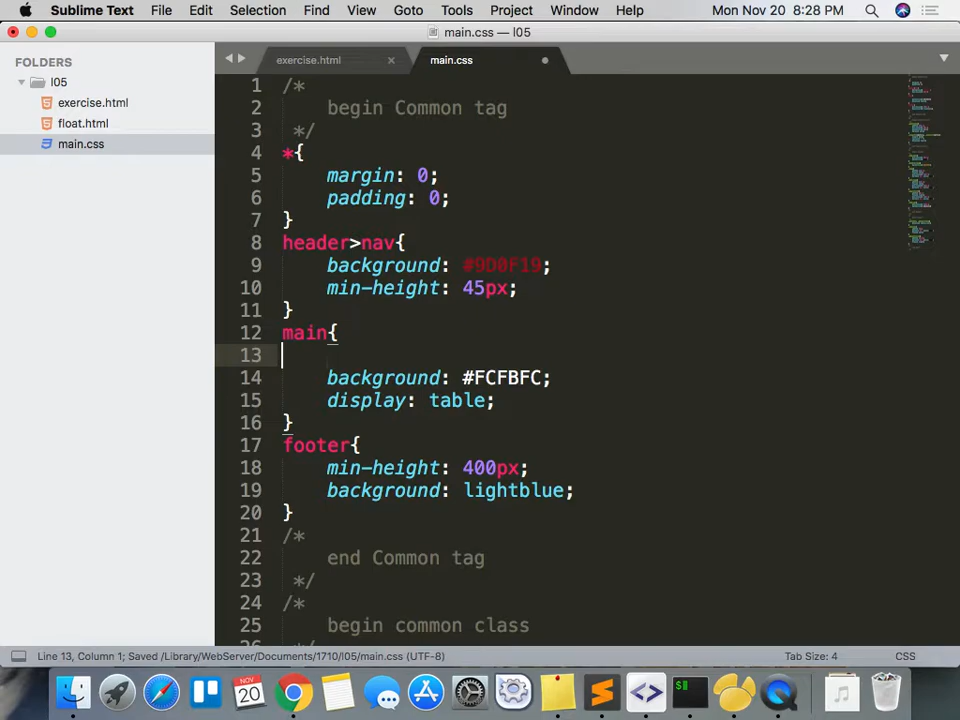 Sublime Text File Edit Selection Find View Goto Tools Project Window Help Mon Nov 20 8:28 PM
main.css — l05
FOLDERS
l05
exercise.html
float.html
main.css
exercise.html × main.css
1 /*
2 begin Common tag
3 */
4 *{
5 margin: 0;
6 padding: 0;
7 }
8 header>nav{
9 background: #9D0F19;
10 min-height: 45px;
11 }
12 main{
13
14 background: #FCFBFC;
15 display: table;
16 }
17 footer{
18 min-height: 400px;
19 background: lightblue;
20 }
21 /*
22 end Common tag
23 */
24 /*
25 begin common class
Line 13, Column 1; Saved /Library/WebServer/Documents/1710/l05/main.css (UTF-8) Tab Size: 4 CSS
NOV
20